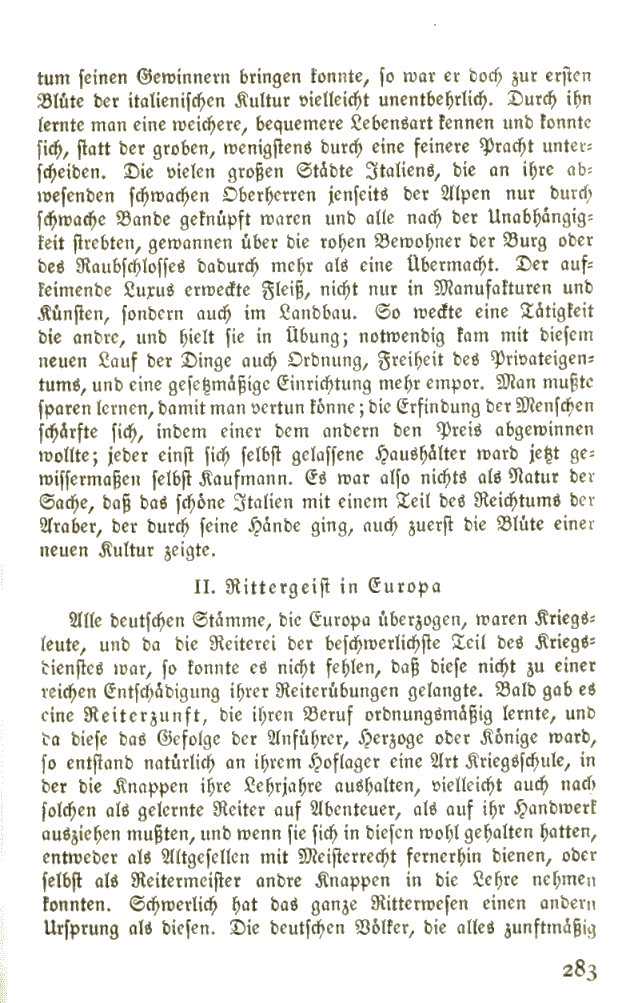 tum seinen Gewinnern bringen konnte, so war er doch zur ersten
Blüte der italienischen Kultur vielleicht unentbehrlich. Durch ihn
lernte man eine weichere, bequemere Lebensart kennen und konnte
sich, statt der groben, wenigstens durch eine feinere Pracht unter-
scheiden. Die vielen großen Städte Italiens, die an ihre ab-
wesenden schwachen Oberherren jenseits der Alpen nur durch
schwache Bande geknüpft waren und alle nach der Unabhängig-
keit strebten, gewannen über die rohen Bewohner der Burg oder
des Raubschlosses dadurch mehr als eine Übermacht. Der auf-
keimende Luxus erweckte Fleiß, nicht nur in Manufakturen und
Künsten, sondern auch im Landbau. So weckte eine Tätigkeit
die andre, und hielt sie in Übung; notwendig kam mit diesem
neuen Lauf der Dinge auch Ordnung, Freiheit des Privateigen-
tums, und eine gesetzmäßige Einrichtung mehr empor. Man mußte
sparen lernen, damit man vertun könne; die Erfindung der Menschen
schärfte sich, indem einer dem andern den Preis abgewinnen
wollte; jeder einst sich selbst gelassene Haushälter ward jetzt ge-
wissermaßen selbst Kaufmann. Es war also nichts als Natur der
Sache, daß das schöne Italien mit einem Teil des Reichtums der
Araber, der durch seine Hände ging, auch zuerst die Blüte einer
neuen Kultur zeigte.
II. Rittergeist in Europa
Alle deutschen Stämme, die Europa überzogen, waren Kriegs-
leute, und da die Reiterei der beschwerlichste Teil des Kriegs-
dienstes war, so konnte es nicht fehlen, daß diese nicht zu einer
reichen Entschädigung ihrer Reiterübungen gelangte. Bald gab es
eine Reiterzunft, die ihren Beruf ordnungsmäßig lernte, und
da diese das Gefolge der Anführer, Herzoge oder Könige ward,
so entstand natürlich an ihrem Hoflager eine Art Kriegsschule, in
der die Knappen ihre Lehrjahre aushalten, vielleicht auch nach
solchen als gelernte Reiter auf Abenteuer, als auf ihr Handwerk
ausziehen mußten, und wenn sie sich in diesen wohl gehalten hatten,
entweder als Altgesellen mit Meisterrecht fernerhin dienen, oder
selbst als Reitermeister andre Knappen in die Lehre nehmen
konnten. Schwerlich hat das ganze Ritterwesen einen andern
Ursprung als diesen. Die deutschen Völker, die alles zunftmäßig
283